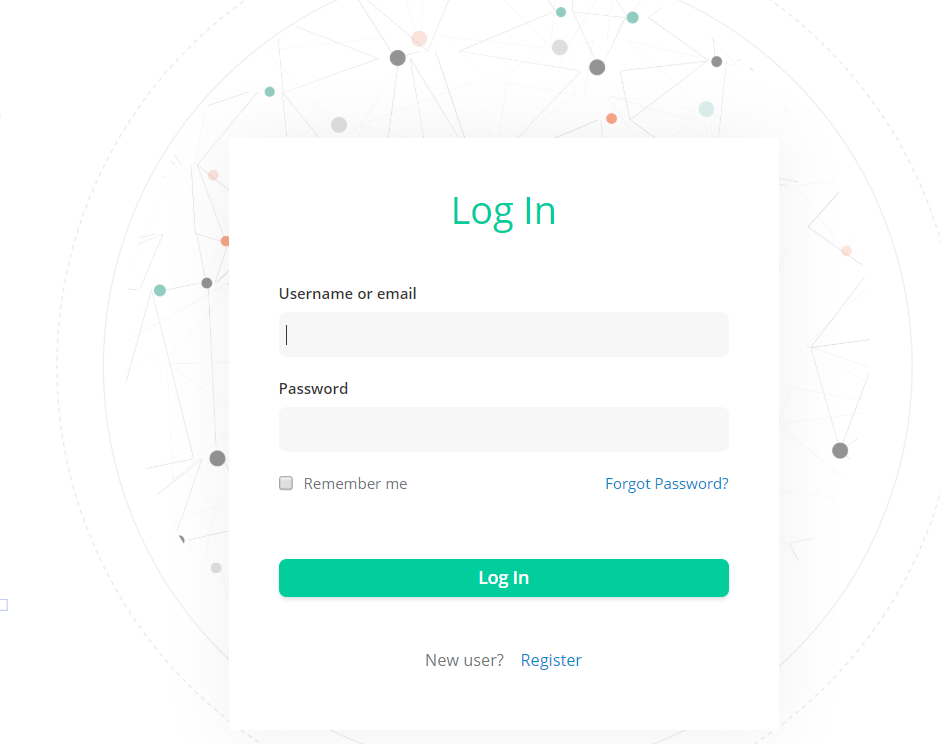 Log In
Username or email
Password
Remember me Forgot Password?
Log In
New user? Register